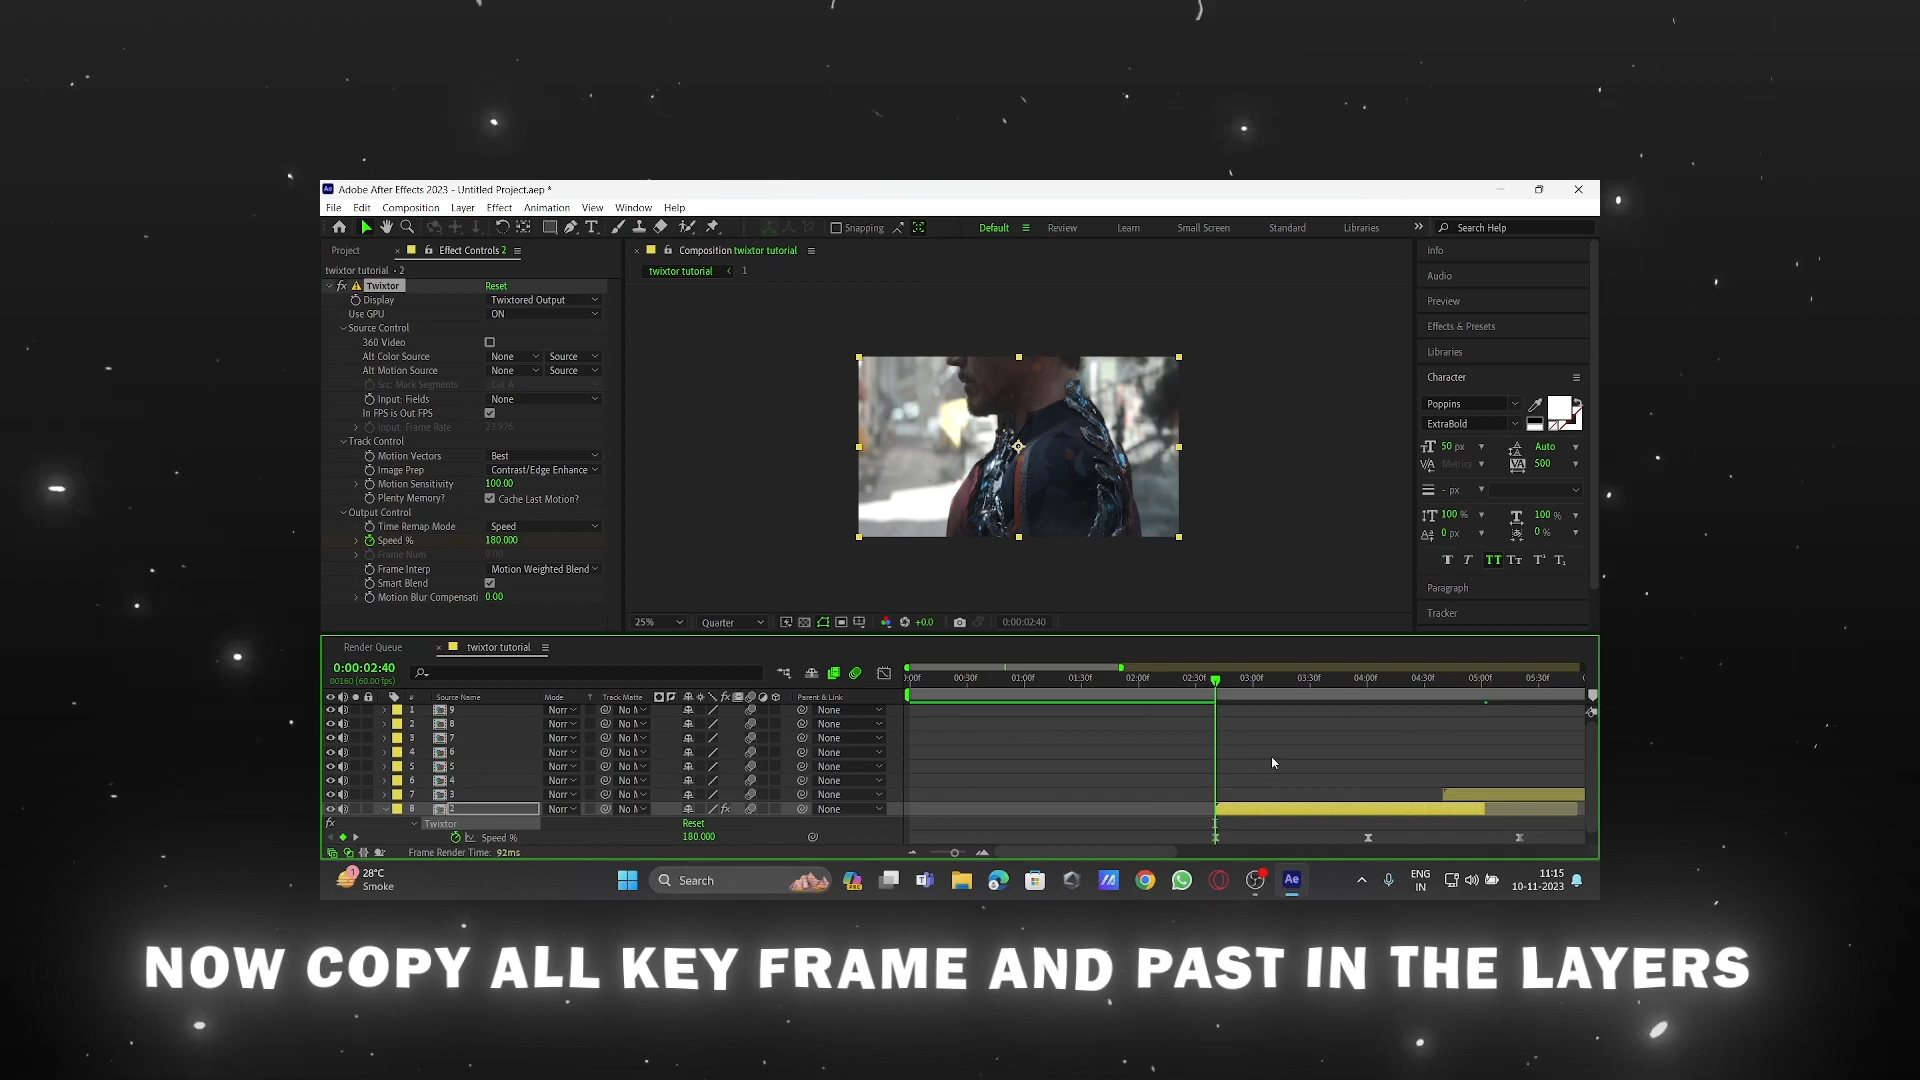 Ae Adobe After Effects 2023 - Untitled Project.aep *
File Edit Composition Layer Effect Animation View Window Help
Snapping Default Review Learn Small Screen Standard Libraries Search Help
Project Effect Controls 2
Composition twixtor tutorial
twixtor tutorial • 2
twixtor tutorial 1
fx Twixtor Reset
Display Twixtored Output
Use GPU ON
Source Control
360 Video
Alt Color Source None Source
Alt Motion Source None Source
Src: Mark Segments Cut A
Input: Fields None
In FPS is Out FPS
Input: Frame Rate 23.976
Track Control
Motion Vectors Best
Image Prep Contrast/Edge Enhance
Motion Sensitivity 100.00
Plenty Memory? Cache Last Motion?
Output Control
Time Remap Mode Speed
Speed % 180.000
Frame Num 0.00
Frame Interp Motion Weighted Blend
Smart Blend
Motion Blur Compensati 0.00
25% Quarter +0.0 0:00:02:40
Info
Audio
Preview
Effects & Presets
Libraries
Character
Poppins
ExtraBold
50 px Auto
Metrics 500
- px
100 % 100 %
0 px 0 %
T T TT Tt T¹ T₁
Paragraph
Tracker
Render Queue twixtor tutorial
0:00:02:40
00160 (60.00 fps)
:00f 00:30f 01:00f 01:30f 02:00f 02:30f 03:00f 03:30f 04:00f 04:30f 05:00f 05:30f
# Source Name Mode T Track Matte fx Parent & Link
1 9 Norr No M None
2 8 Norr No M None
3 7 Norr No M None
4 6 Norr No M None
5 5 Norr No M None
6 4 Norr No M None
7 3 Norr No M None
8 2 Norr No M fx None
fx Twixtor Reset
Speed % 180.000
Frame Render Time: 92ms
28°C
Smoke
1
Search
PRE
Ae
ENG
IN
11:15
10-11-2023
NOW COPY ALL KEY FRAME AND PAST IN THE LAYERS